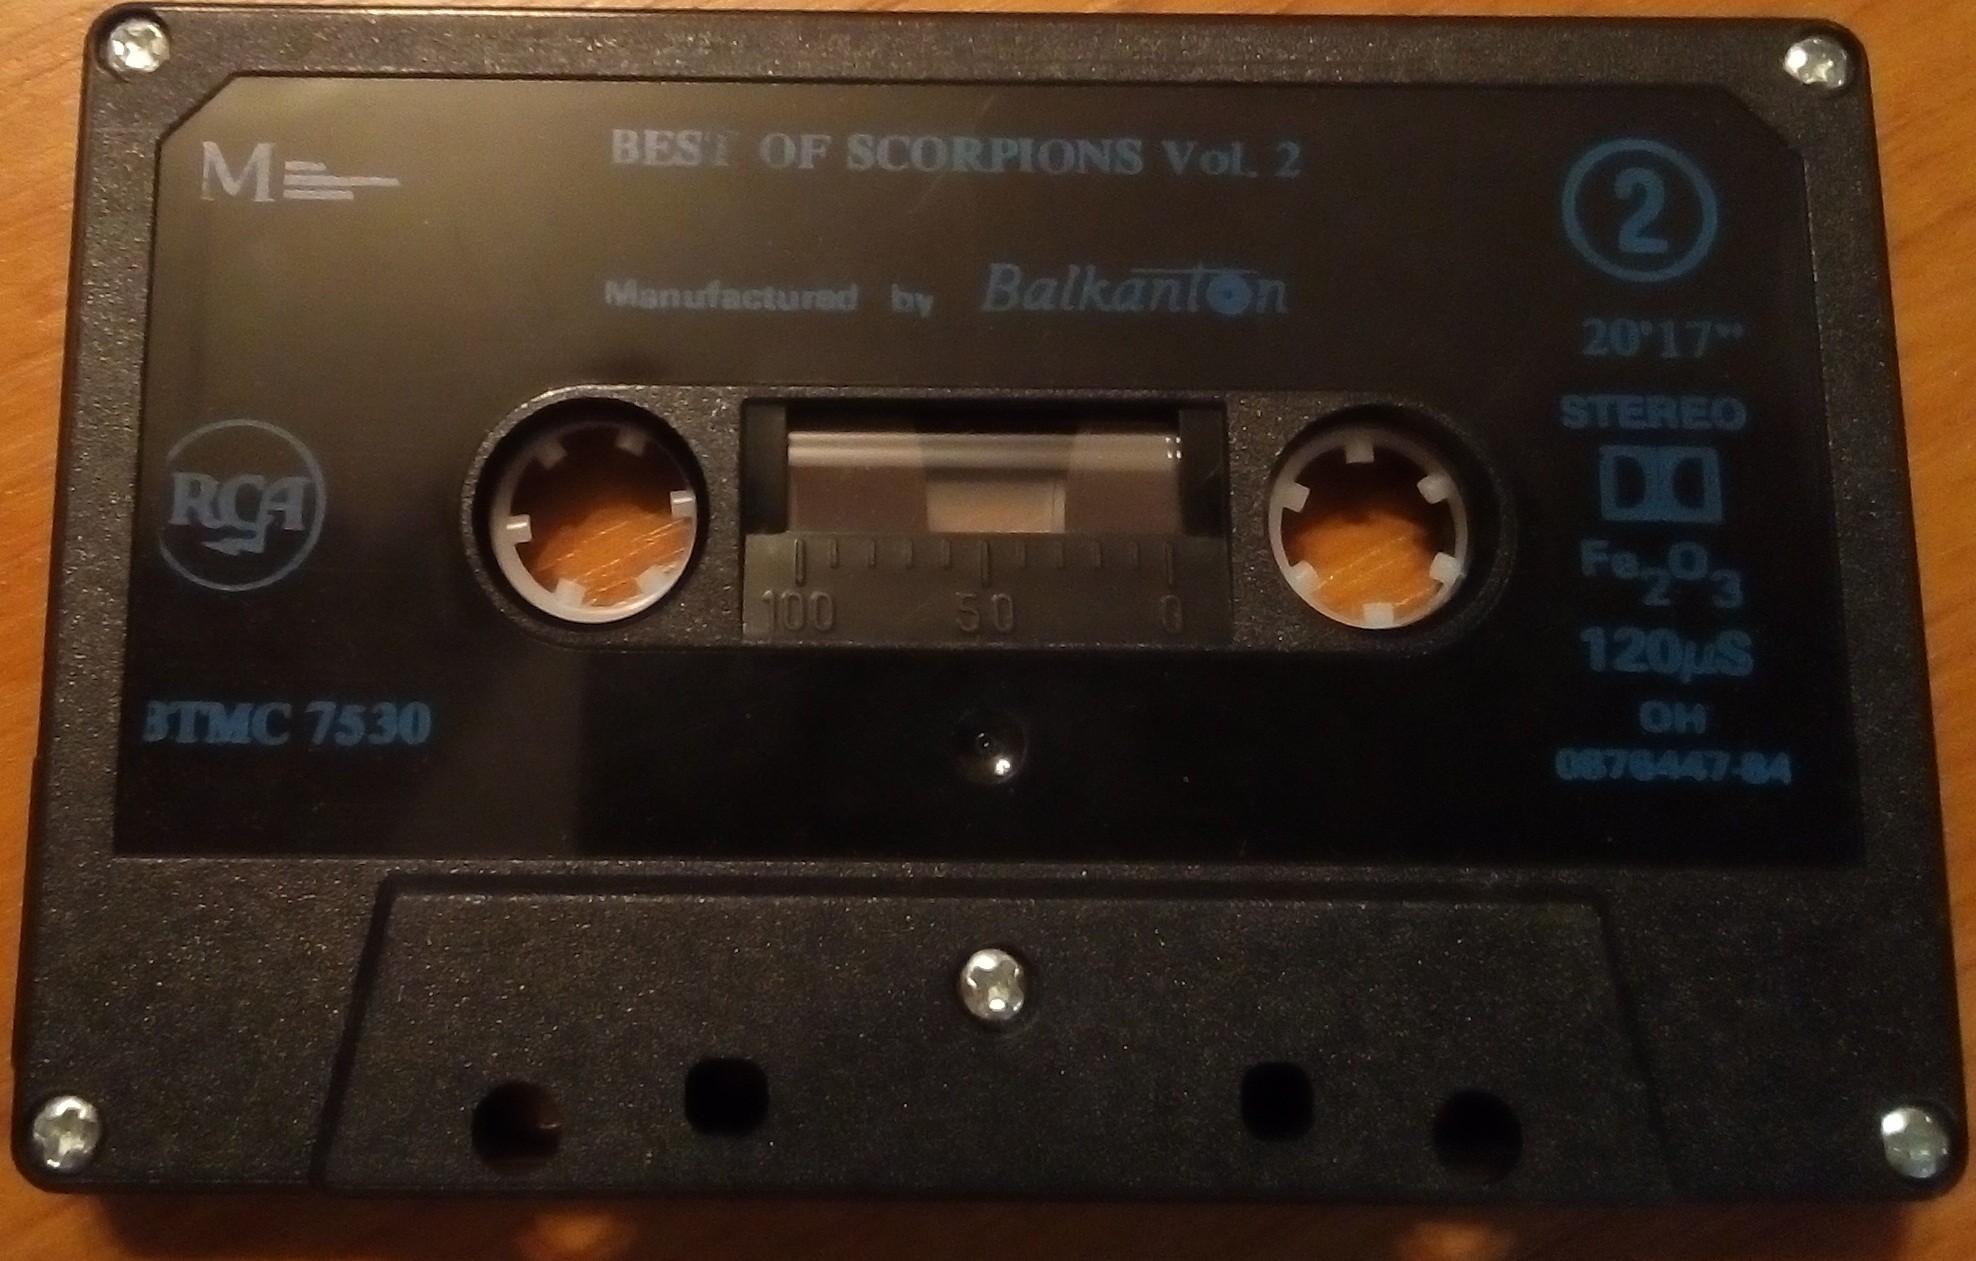 M
BEST OF SCORPIONS Vol. 2
2
Manufactured by Balkanton
20'17"
STEREO
RCA
Fe2O3
100 50 0
120µS
BTMC 7530
OH
0676447-84